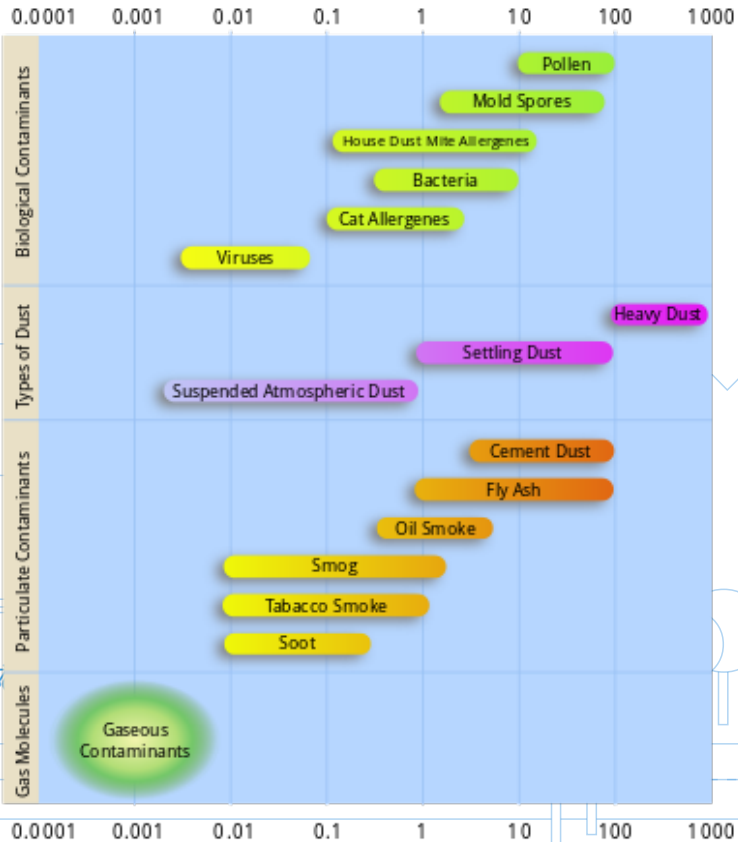 0.0001 0.001 0.01 0.1 1 10 100 1000
Biological Contaminants
Pollen
Mold Spores
House Dust Mite Allergenes
Bacteria
Cat Allergenes
Viruses
Types of Dust
Heavy Dust
Settling Dust
Suspended Atmospheric Dust
Particulate Contaminants
Cement Dust
Fly Ash
Oil Smoke
Smog
Tabacco Smoke
Soot
Gas Molecules
Gaseous
Contaminants
0.0001 0.001 0.01 0.1 1 10 100 1000